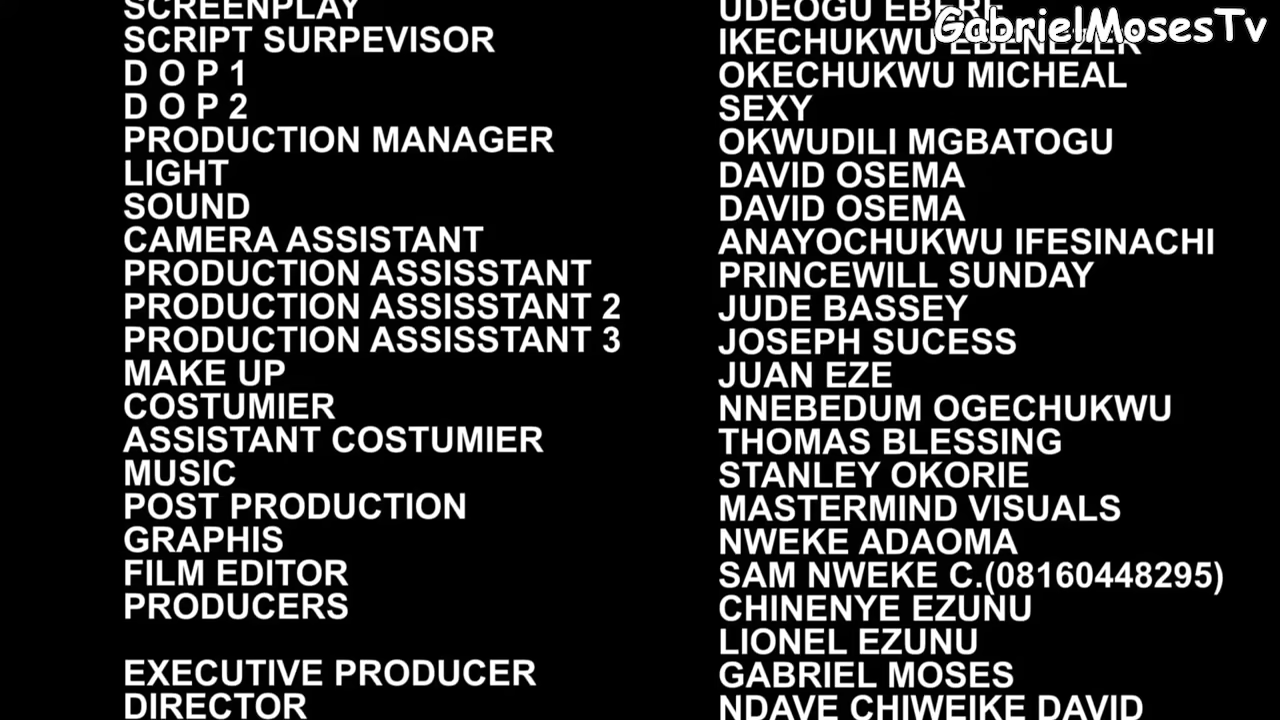 GabrielMosesTv
SCREENPLAY UDEOGU EBERE
SCRIPT SURPEVISOR IKECHUKWU EBENEZER
D O P 1 OKECHUKWU MICHEAL
D O P 2 SEXY
PRODUCTION MANAGER OKWUDILI MGBATOGU
LIGHT DAVID OSEMA
SOUND DAVID OSEMA
CAMERA ASSISTANT ANAYOCHUKWU IFESINACHI
PRODUCTION ASSISSTANT PRINCEWILL SUNDAY
PRODUCTION ASSISSTANT 2 JUDE BASSEY
PRODUCTION ASSISSTANT 3 JOSEPH SUCESS
MAKE UP JUAN EZE
COSTUMIER NNEBEDUM OGECHUKWU
ASSISTANT COSTUMIER THOMAS BLESSING
MUSIC STANLEY OKORIE
POST PRODUCTION MASTERMIND VISUALS
GRAPHIS NWEKE ADAOMA
FILM EDITOR SAM NWEKE C.(08160448295)
PRODUCERS CHINENYE EZUNU
LIONEL EZUNU
EXECUTIVE PRODUCER GABRIEL MOSES
DIRECTOR NDAVE CHIWEIKE DAVID